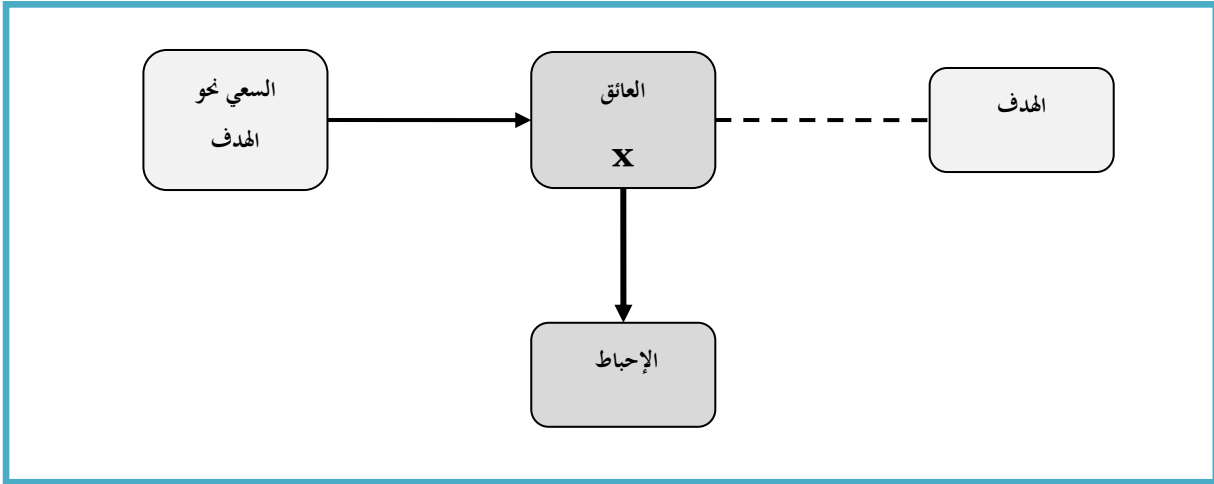 السعي نحو
الهدف
العائق
x
الهدف
الإحباط